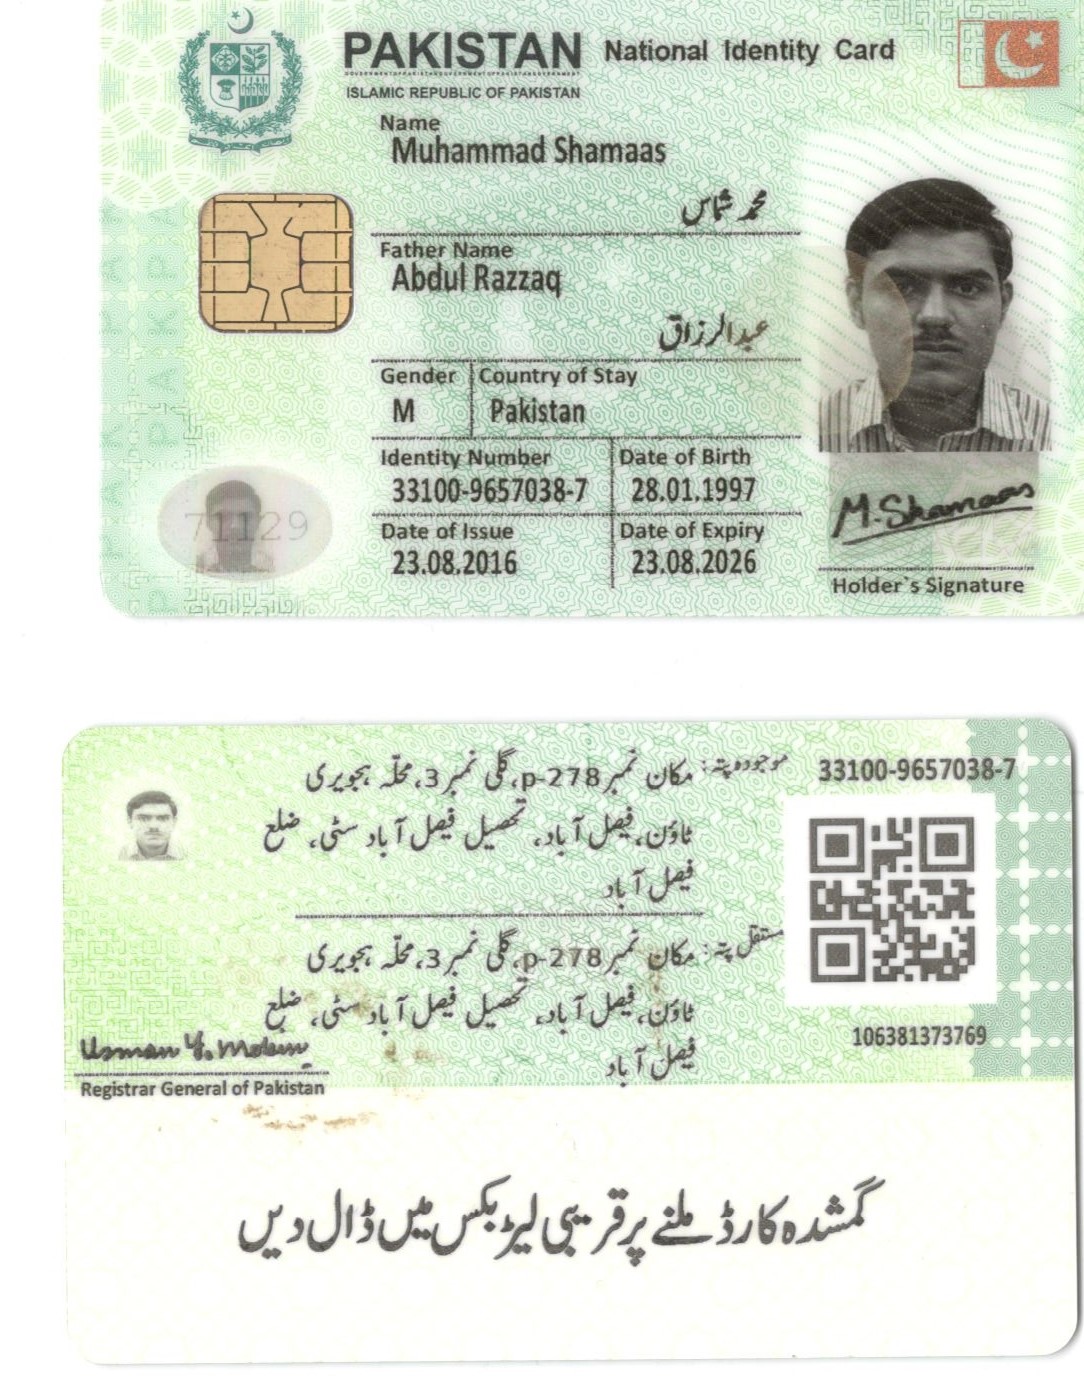 PAKISTAN National Identity Card
ISLAMIC REPUBLIC OF PAKISTAN
Name
Muhammad Shamaas
محمد شماس
Father Name
Abdul Razzaq
عبدالرزاق
Gender Country of Stay
M Pakistan
Identity Number Date of Birth
33100-9657038-7 28.01.1997
Date of Issue Date of Expiry
23.08.2016 23.08.2026
71129
M.Shamaas
Holder`s Signature
33100-9657038-7
موجودہ پتہ: مکان نمبر p-278، گلی نمبر 3، محلّہ ہجویری
ٹاؤن، فیصل آباد، تحصیل فیصل آباد سٹی، ضلع
فیصل آباد
مستقل پتہ: مکان نمبر p-278، گلی نمبر 3، محلّہ ہجویری
ٹاؤن، فیصل آباد، تحصیل فیصل آباد سٹی، ضلع
فیصل آباد
106381373769
Usman Y. Mobin
Registrar General of Pakistan
گمشدہ کارڈ ملنے پر قریبی لیٹر بکس میں ڈال دیں